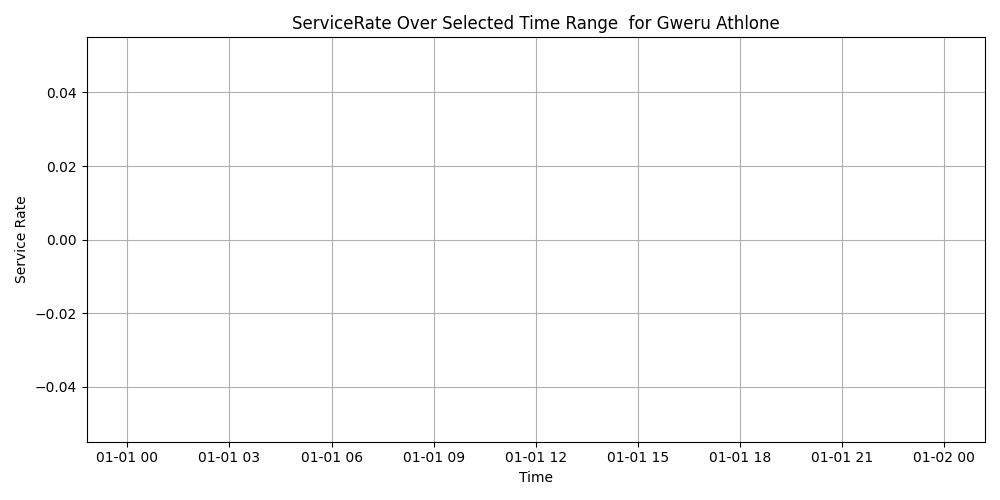 ServiceRate Over Selected Time Range  for Gweru Athlone
0.04
0.02
0.00
−0.02
−0.04
Service Rate
01-01 00 01-01 03 01-01 06 01-01 09 01-01 12 01-01 15 01-01 18 01-01 21 01-02 00
Time